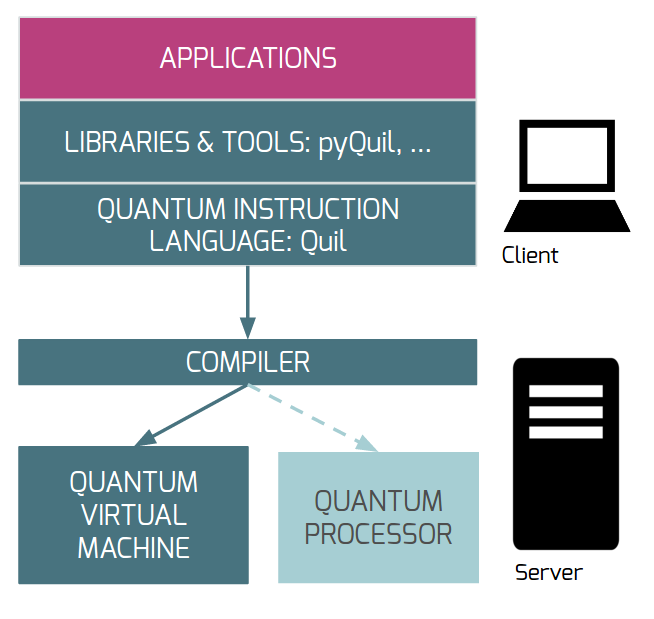 APPLICATIONS
LIBRARIES & TOOLS: pyQuil, ...
QUANTUM INSTRUCTION
LANGUAGE: Quil
Client
COMPILER
QUANTUM
VIRTUAL
MACHINE
QUANTUM
PROCESSOR
Server